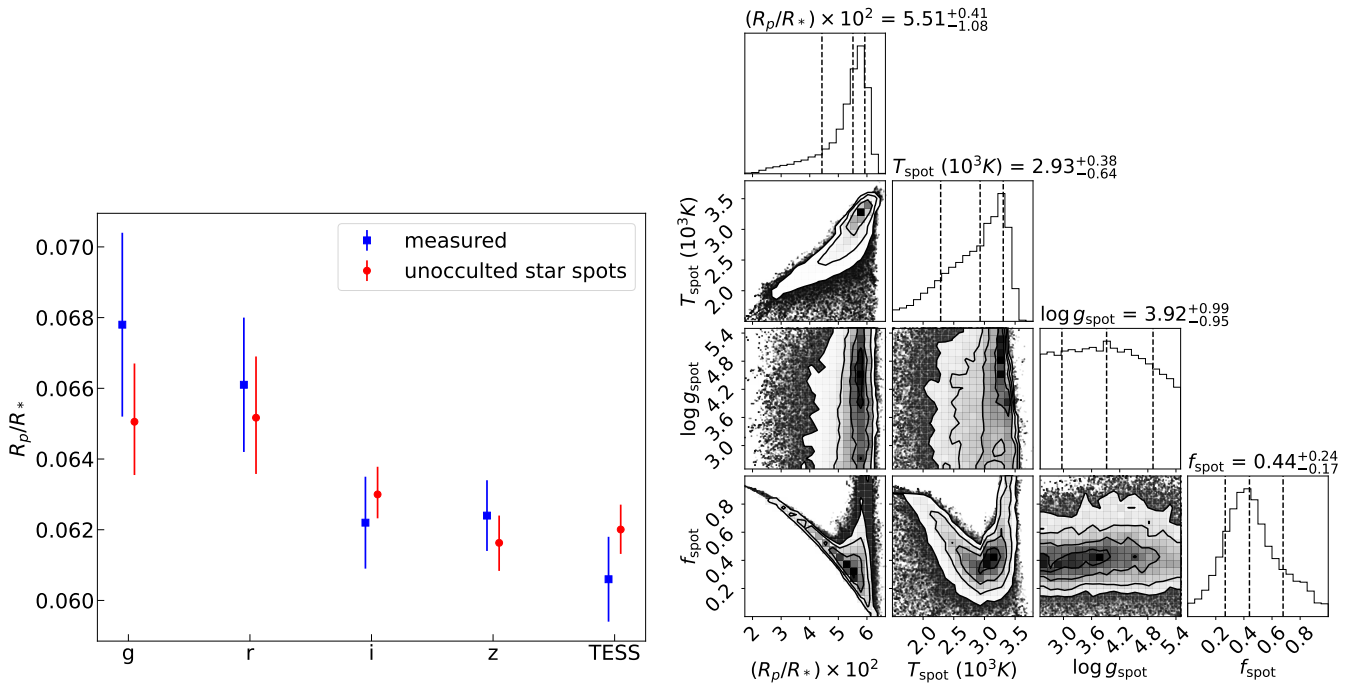 R_p/R_*
0.070
0.068
0.066
0.064
0.062
0.060
measured
unocculted star spots
g r i z TESS
(R_p/R_*) × 10^2 = 5.51^{+0.41}_{-1.08}
T_spot (10^3K) = 2.93^{+0.38}_{-0.64}
log g_spot = 3.92^{+0.99}_{-0.95}
f_spot = 0.44^{+0.24}_{-0.17}
T_spot (10^3K)
3.5
3.0
2.5
2.0
log g_spot
5.4
4.8
4.2
3.6
3.0
f_spot
0.8
0.6
0.4
0.2
2 3 4 5 6
2.0 2.5 3.0 3.5
3.0 3.6 4.2 4.8 5.4
0.2 0.4 0.6 0.8
(R_p/R_*) × 10^2
T_spot (10^3K)
log g_spot
f_spot